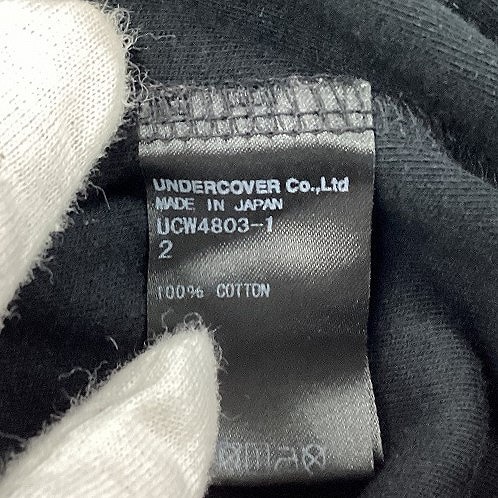 UNDERCOVER Co.,Ltd
MADE IN JAPAN
UCW4803-1
2
100% COTTON